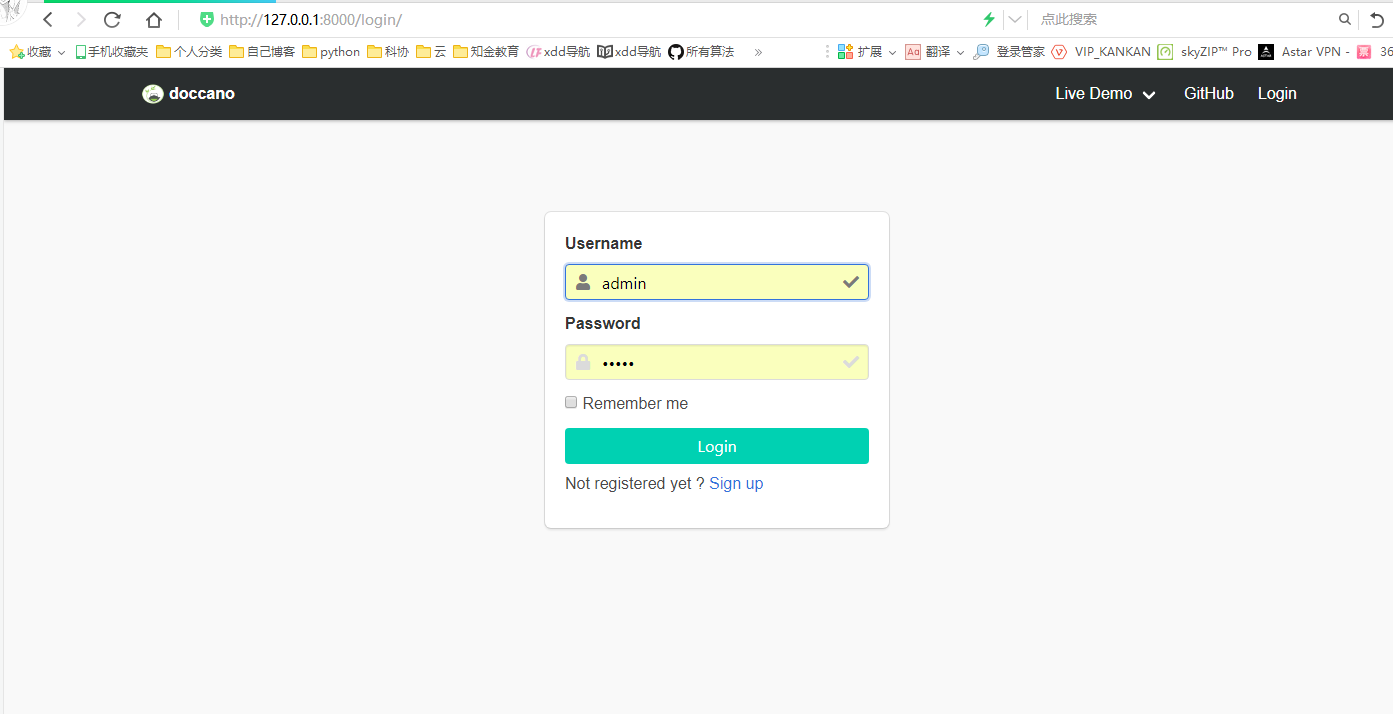 http://127.0.0.1:8000/login/ 点此搜索
收藏 手机收藏夹 个人分类 自己博客 python 科协 云 知金教育 xdd导航 xdd导航 所有算法 » 扩展 Aa 翻译 登录管家 VIP_KANKAN skyZIP™ Pro Astar VPN - 36
doccano Live Demo GitHub Login
Username
admin
Password
•••••
Remember me
Login
Not registered yet ? Sign up